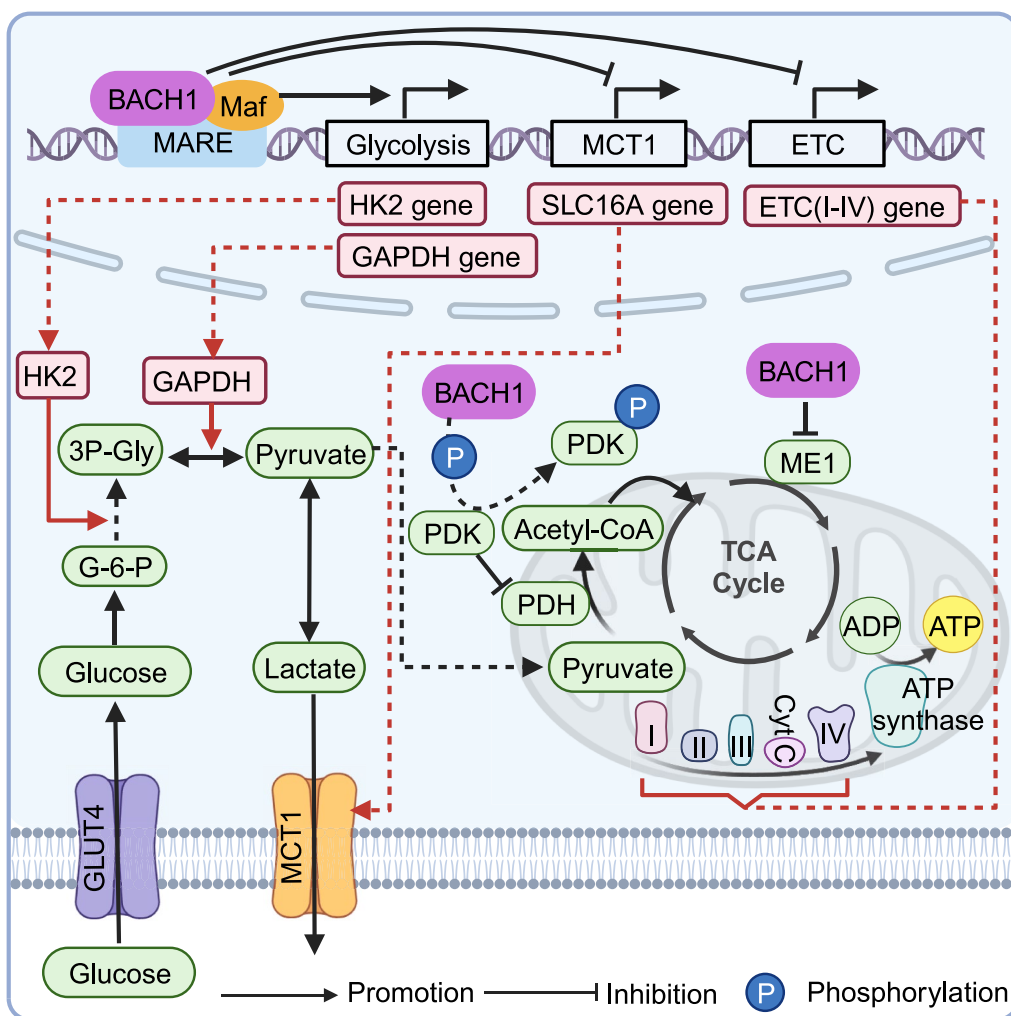 BACH1
Maf
MARE
Glycolysis
MCT1
ETC
HK2 gene
SLC16A gene
ETC(I-IV) gene
GAPDH gene
HK2
GAPDH
BACH1
BACH1
P
P
PDK
3P-Gly
Pyruvate
ME1
PDK
Acetyl-CoA
TCA
Cycle
G-6-P
PDH
ADP
ATP
Glucose
Lactate
Pyruvate
I
II
III
Cyt C
IV
ATP
synthase
GLUT4
MCT1
Glucose
Promotion
Inhibition
P
Phosphorylation